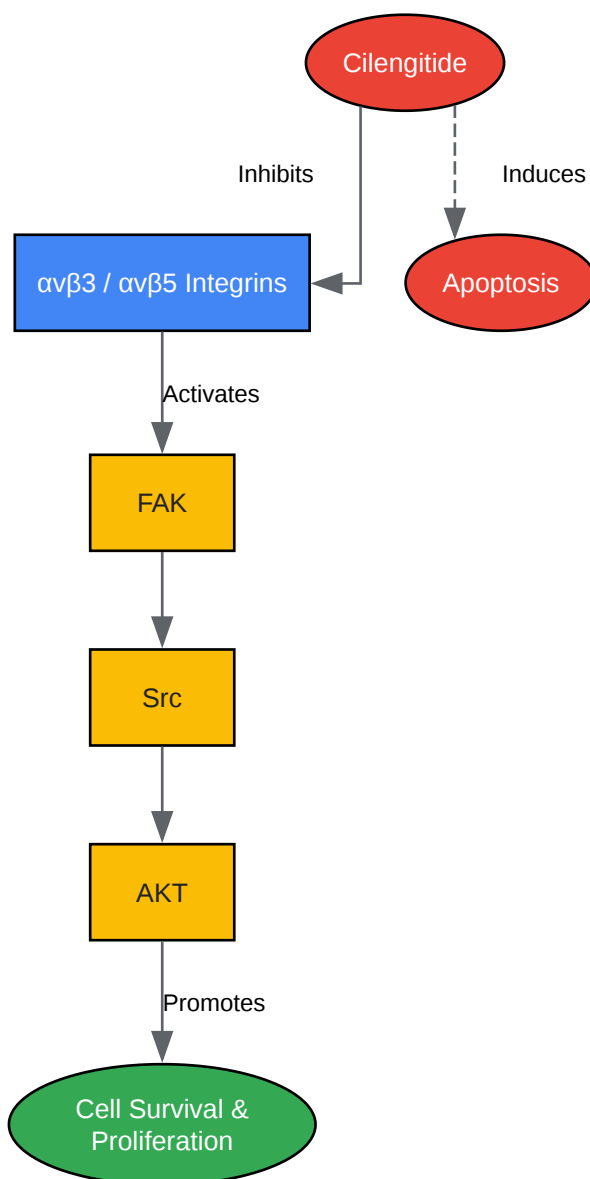 Cilengitide
Inhibits
Induces
αvβ3 / αvβ5 Integrins
Apoptosis
Activates
FAK
Src
AKT
Promotes
Cell Survival &
Proliferation